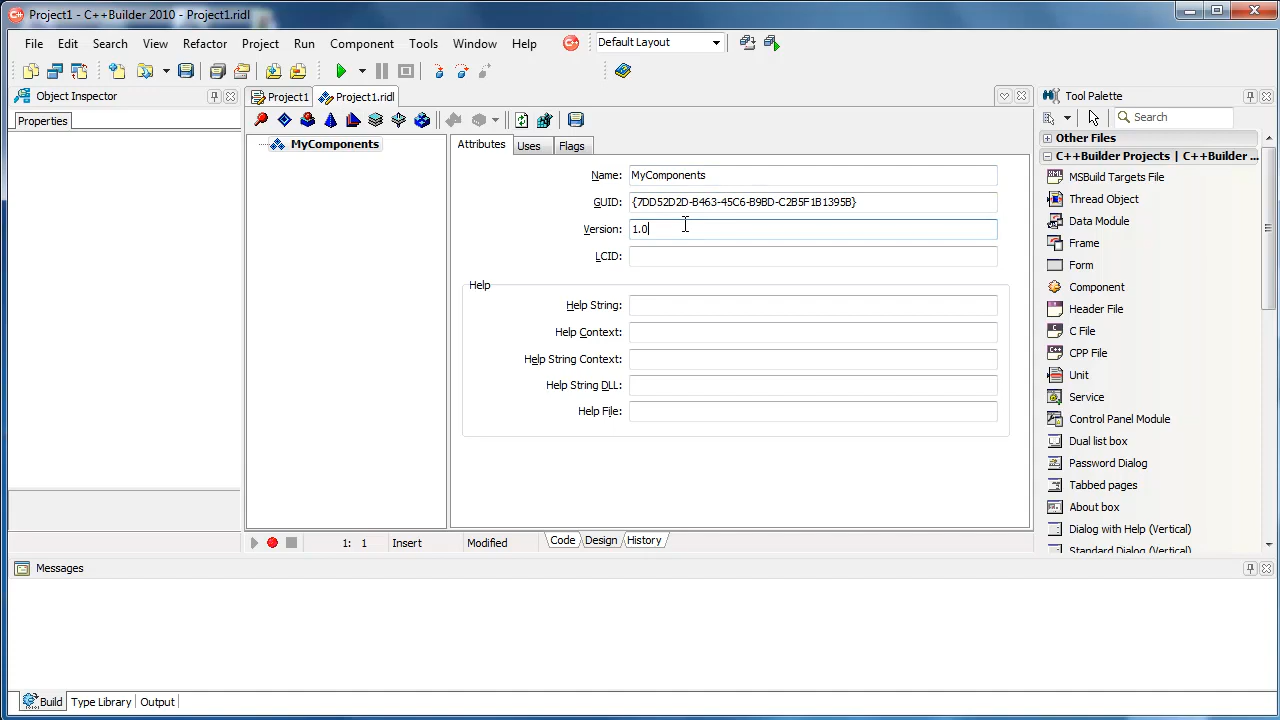 Project1 - C++Builder 2010 - Project1.ridl
File Edit Search View Refactor Project Run Component Tools Window Help Default Layout
Object Inspector
Properties
Project1 Project1.ridl
MyComponents
Attributes Uses Flags
Name: MyComponents
GUID: {7DD52D2D-B463-45C6-B9BD-C2B5F1B1395B}
Version: 1.0
LCID:
Help
Help String:
Help Context:
Help String Context:
Help String DLL:
Help File:
1: 1 Insert Modified Code Design History
Tool Palette
Search
Other Files
C++Builder Projects | C++Builder ...
MSBuild Targets File
Thread Object
Data Module
Frame
Form
Component
Header File
C File
CPP File
Unit
Service
Control Panel Module
Dual list box
Password Dialog
Tabbed pages
About box
Dialog with Help (Vertical)
Standard Dialog (Vertical)
Messages
Build Type Library Output